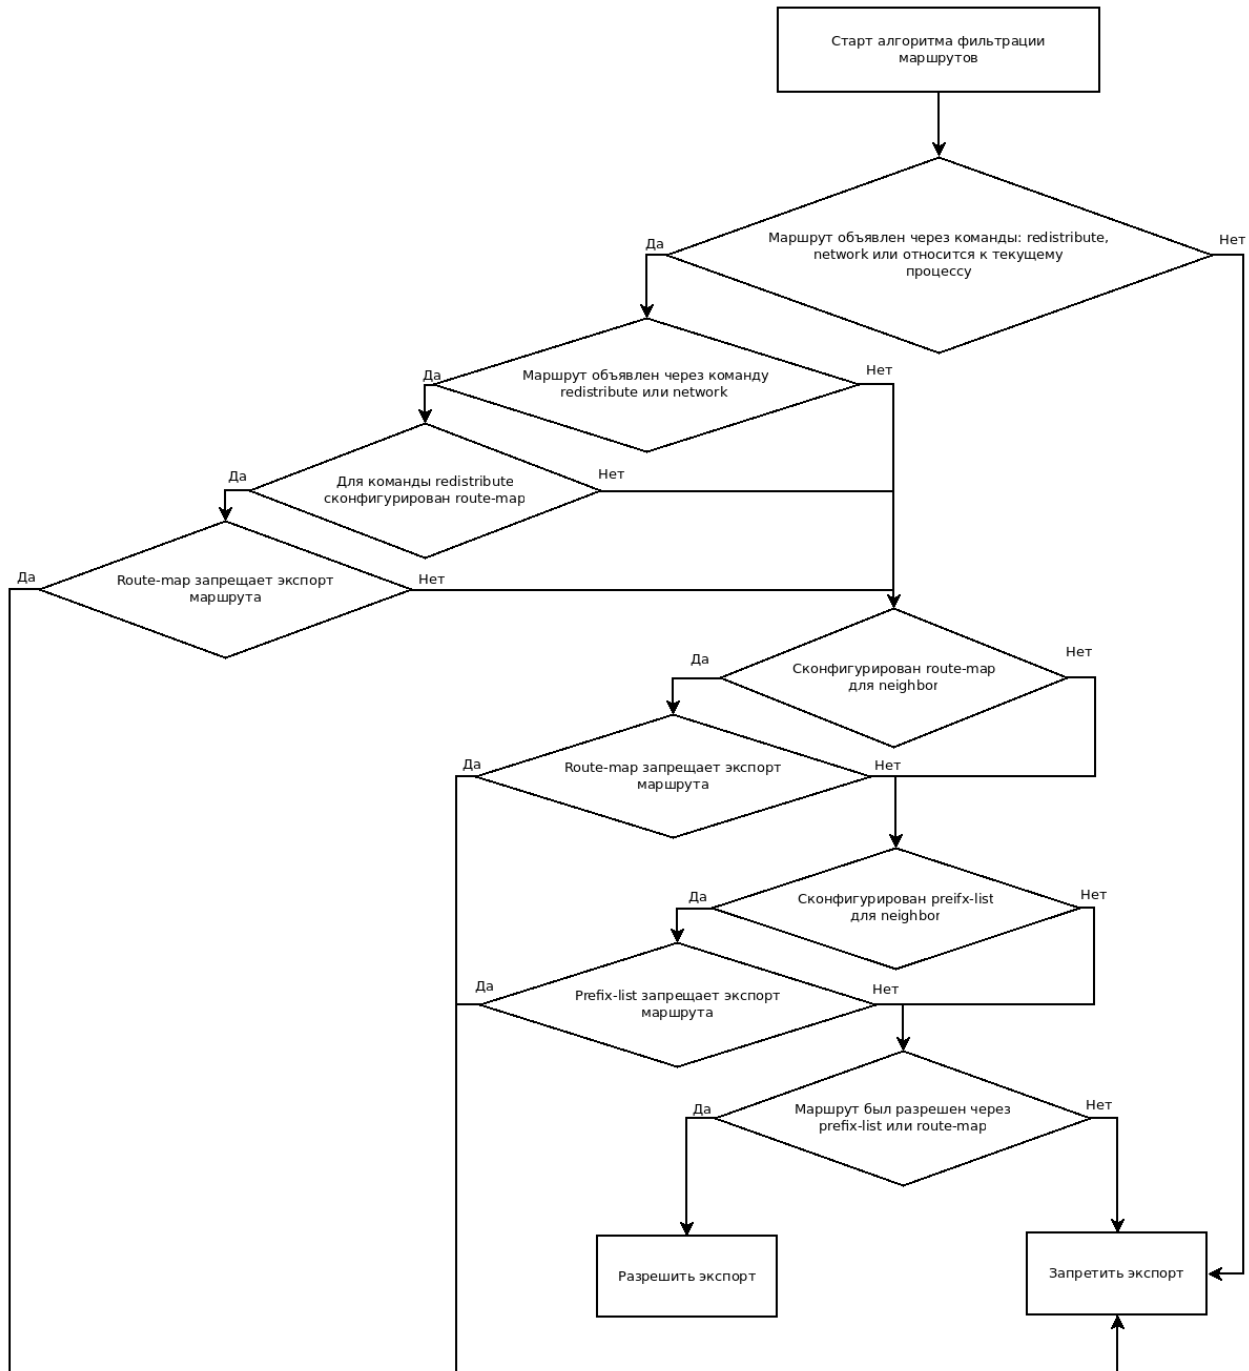 Старт алгоритма фильтрации
маршрутов
Маршрут объявлен через команды: redistribute,
network или относится к текущему
процессу
Да
Нет
Маршрут объявлен через команду
redistribute или network
Да
Нет
Для команды redistribute
сконфигурирован route-map
Да
Нет
Route-map запрещает экспорт
маршрута
Да
Нет
Сконфигурирован route-map
для neighbor
Да
Нет
Route-map запрещает экспорт
маршрута
Да
Нет
Сконфигурирован preifx-list
для neighbor
Да
Нет
Prefix-list запрещает экспорт
маршрута
Да
Нет
Маршрут был разрешен через
prefix-list или route-map
Да
Нет
Разрешить экспорт
Запретить экспорт